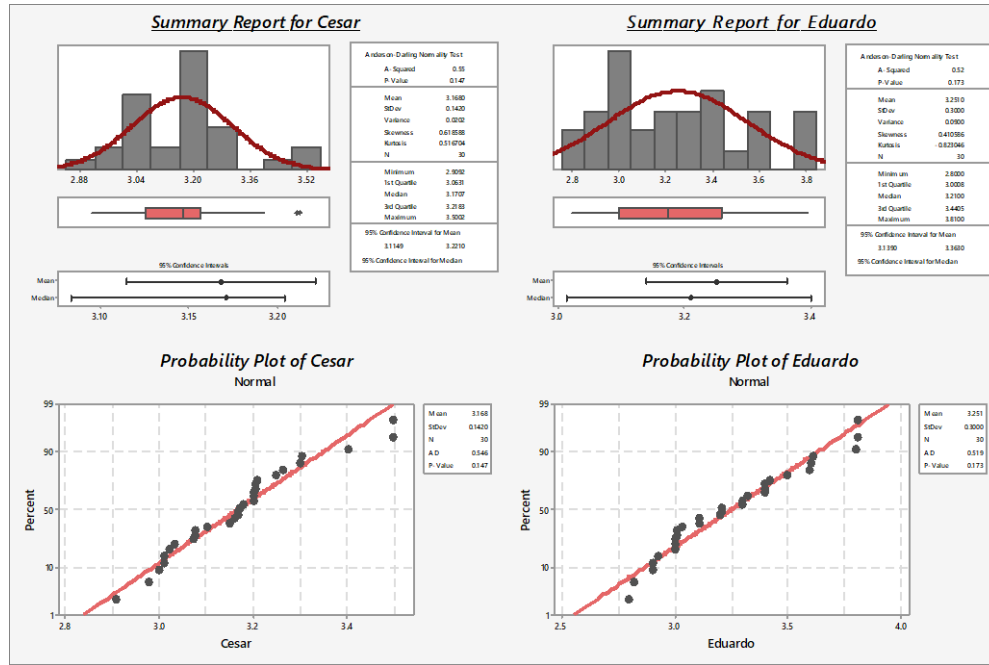 Summary Report for Cesar
Anderson-Darling Normality Test
A-Squared 0.55
P-Value 0.147
Mean 3.1680
StDev 0.1420
Variance 0.0202
Skewness 0.618588
Kurtosis 0.516704
N 30
Minimum 2.9092
1st Quartile 3.0631
Median 3.1707
3rd Quartile 3.2183
Maximum 3.5002
95% Confidence Interval for Mean
3.1149 3.2210
95% Confidence Interval for Median
2.88 3.04 3.20 3.36 3.52
95% Confidence Intervals
Mean
Median
3.10 3.15 3.20
Summary Report for Eduardo
Anderson-Darling Normality Test
A-Squared 0.52
P-Value 0.173
Mean 3.2510
StDev 0.3000
Variance 0.0900
Skewness 0.410586
Kurtosis -0.823046
N 30
Minimum 2.8000
1st Quartile 3.0008
Median 3.2100
3rd Quartile 3.4405
Maximum 3.8100
95% Confidence Interval for Mean
3.1390 3.3630
95% Confidence Interval for Median
2.8 3.0 3.2 3.4 3.6 3.8
95% Confidence Intervals
Mean
Median
3.0 3.2 3.4
Probability Plot of Cesar
Normal
Mean 3.168
StDev 0.1420
N 30
AD 0.546
P-Value 0.147
99
90
50
10
1
Percent
2.8 3.0 3.2 3.4
Cesar
Probability Plot of Eduardo
Normal
Mean 3.251
StDev 0.3000
N 30
AD 0.519
P-Value 0.173
99
90
50
10
1
Percent
2.5 3.0 3.5 4.0
Eduardo